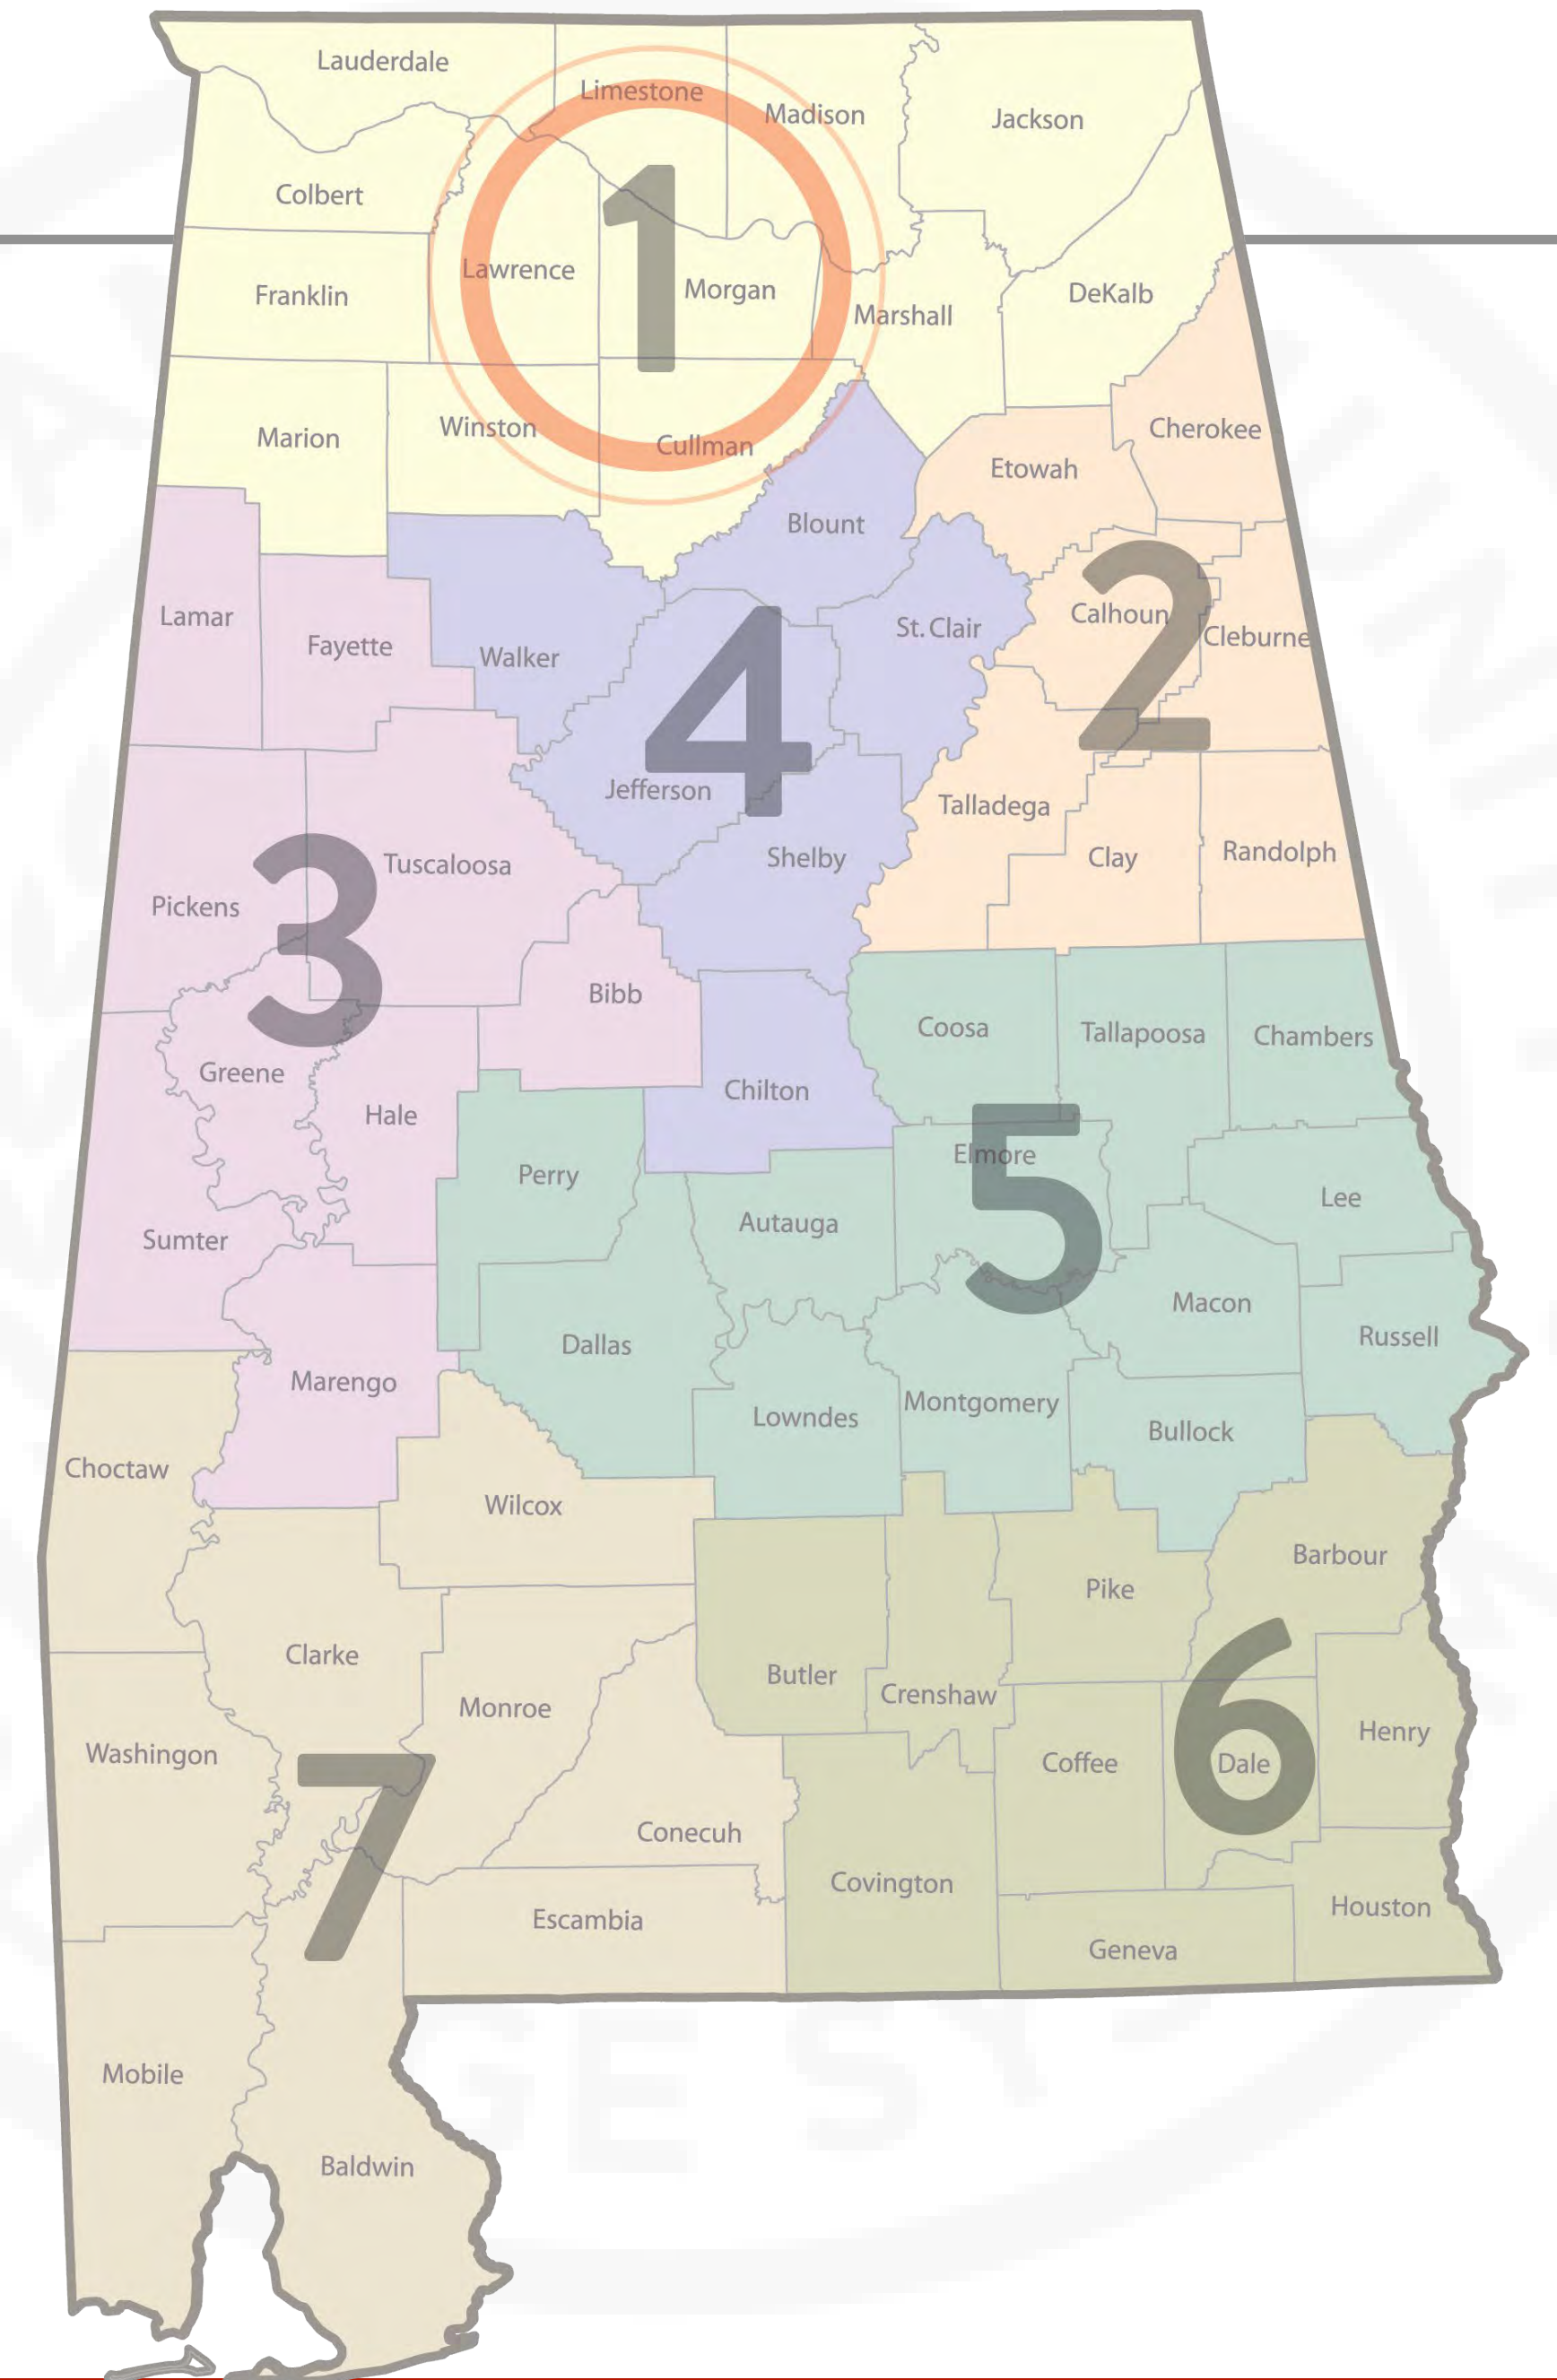 Lauderdale
Limestone
Madison
Jackson
Colbert
1
Lawrence
Morgan
Franklin
Marshall
DeKalb
Marion
Winston
Cullman
Cherokee
Etowah
Blount
Lamar
Fayette
Walker
4
St. Clair
2
Calhoun
Cleburne
Jefferson
Talladega
Shelby
Clay
Randolph
3
Tuscaloosa
Pickens
Bibb
Coosa
Tallapoosa
Chambers
Greene
Hale
Chilton
Perry
5
Elmore
Lee
Autauga
Sumter
Macon
Dallas
Russell
Marengo
Lowndes
Montgomery
Bullock
Choctaw
Wilcox
Barbour
Pike
Clarke
Butler
Crenshaw
6
Monroe
Washingon
Coffee
Dale
Henry
7
Conecuh
Covington
Escambia
Houston
Geneva
Mobile
Baldwin